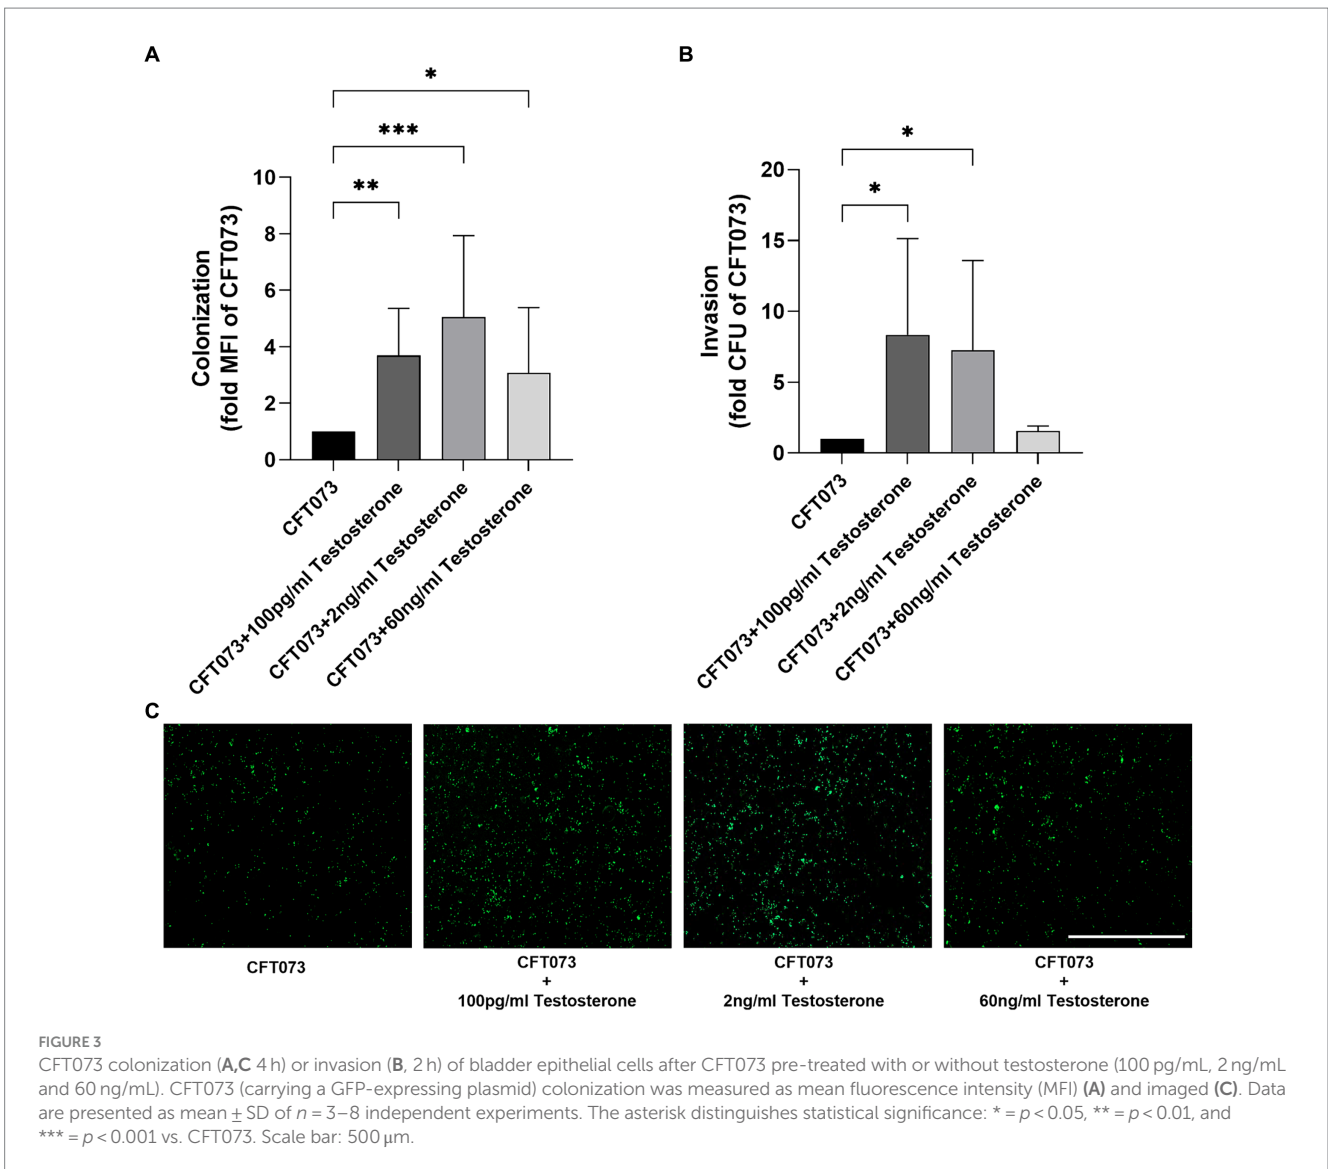 A
B
*
***
**
*
*
10
8
6
4
2
0
Colonization
(fold MFI of CFT073)
20
15
10
5
0
Invasion
(fold CFU of CFT073)
CFT073
CFT073+100pg/ml Testosterone
CFT073+2ng/ml Testosterone
CFT073+60ng/ml Testosterone
CFT073
CFT073+100pg/ml Testosterone
CFT073+2ng/ml Testosterone
CFT073+60ng/ml Testosterone
C
CFT073
CFT073
+
100pg/ml Testosterone
CFT073
+
2ng/ml Testosterone
CFT073
+
60ng/ml Testosterone
FIGURE 3
CFT073 colonization (A,C 4 h) or invasion (B, 2 h) of bladder epithelial cells after CFT073 pre-treated with or without testosterone (100 pg/mL, 2 ng/mL
and 60 ng/mL). CFT073 (carrying a GFP-expressing plasmid) colonization was measured as mean fluorescence intensity (MFI) (A) and imaged (C). Data
are presented as mean ± SD of n = 3–8 independent experiments. The asterisk distinguishes statistical significance: * = p < 0.05, ** = p < 0.01, and
*** = p < 0.001 vs. CFT073. Scale bar: 500 μm.